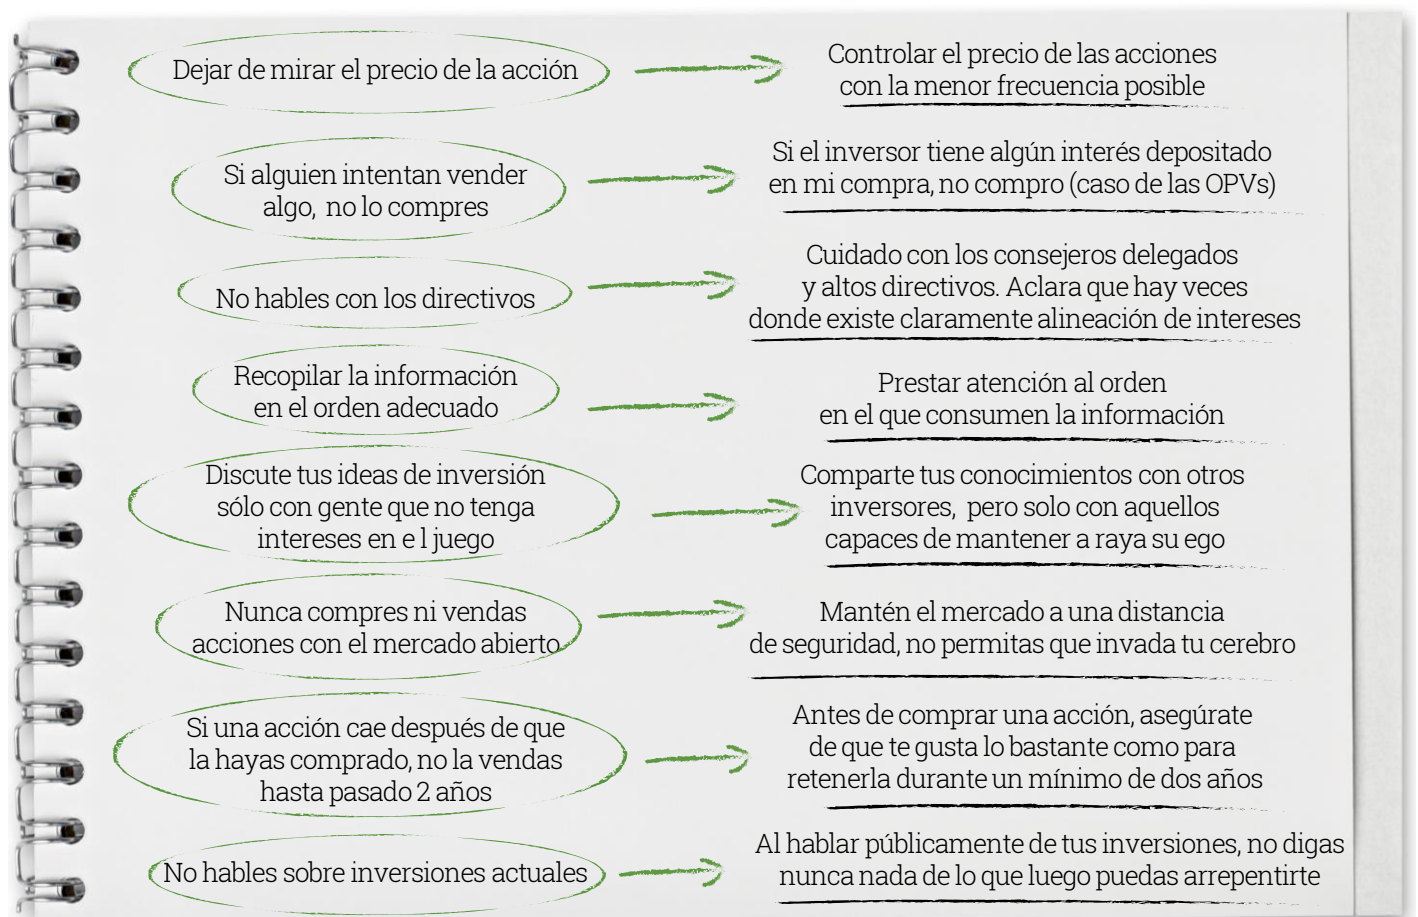 Dejar de mirar el precio de la acción
Controlar el precio de las acciones
con la menor frecuencia posible
Si alguien intentan vender
algo, no lo compres
Si el inversor tiene algún interés depositado
en mi compra, no compro (caso de las OPVs)
No hables con los directivos
Cuidado con los consejeros delegados
y altos directivos. Aclara que hay veces
donde existe claramente alineación de intereses
Recopilar la información
en el orden adecuado
Prestar atención al orden
en el que consumen la información
Discute tus ideas de inversión
sólo con gente que no tenga
intereses en e l juego
Comparte tus conocimientos con otros
inversores, pero solo con aquellos
capaces de mantener a raya su ego
Nunca compres ni vendas
acciones con el mercado abierto
Mantén el mercado a una distancia
de seguridad, no permitas que invada tu cerebro
Si una acción cae después de que
la hayas comprado, no la vendas
hasta pasado 2 años
Antes de comprar una acción, asegúrate
de que te gusta lo bastante como para
retenerla durante un mínimo de dos años
No hables sobre inversiones actuales
Al hablar públicamente de tus inversiones, no digas
nunca nada de lo que luego puedas arrepentirte